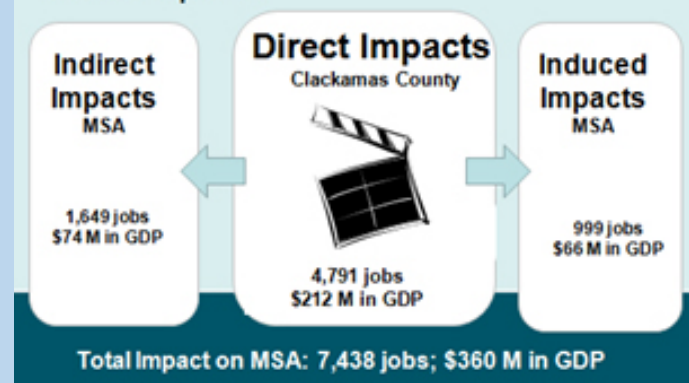 Indirect
Impacts
MSA
1,649 jobs
$74 M in GDP
Direct Impacts
Clackamas County
4,791 jobs
$212 M in GDP
Induced
Impacts
MSA
999 jobs
$66 M in GDP
Total Impact on MSA: 7,438 jobs; $360 M in GDP